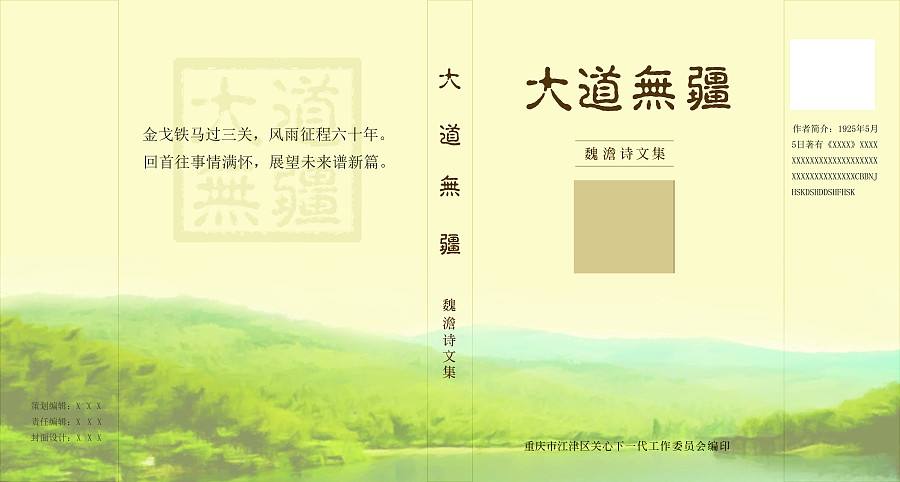 大道無疆
金戈铁马过三关，风雨征程六十年。
回首往事情满怀，展望未来谱新篇。
策划编辑：X X X
责任编辑：X X X
封面设计：X X X
大道無疆
魏澹诗文集
大道無疆
魏澹诗文集
重庆市江津区关心下一代工作委员会编印
作者简介：1925年5月
5日著有《XXXX》XXXX
XXXXXXXXXXXXXXXXXXX
XXXXXXXXXXXXXXCBBNJ
HSKDSHDDSHFHSK